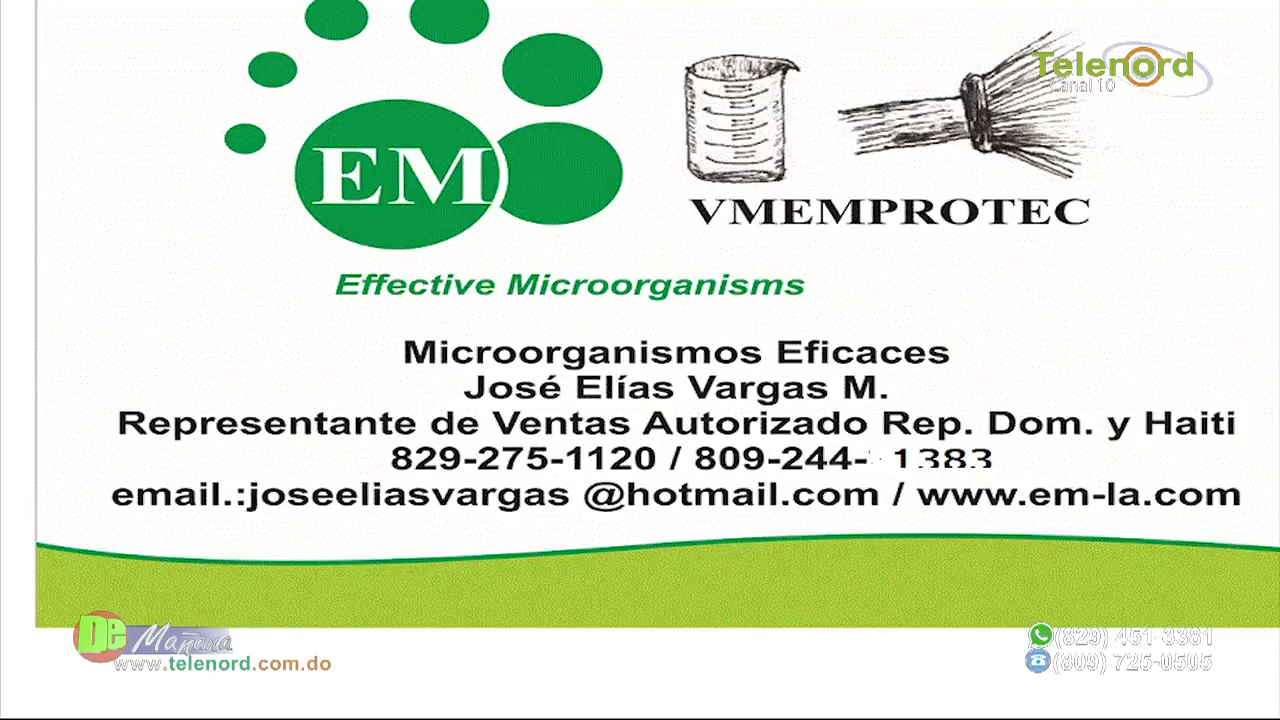 Telenord
Canal 10
EM
VMEMPROTEC
Effective Microorganisms
Microorganismos Eficaces
José Elías Vargas M.
Representante de Ventas Autorizado Rep. Dom. y Haiti
829-275-1120 / 809-244- 1383
email.:joseeliasvargas @hotmail.com / www.em-la.com
De Mañana
www.telenord.com.do
(829) 451-3381
(809) 725-0505